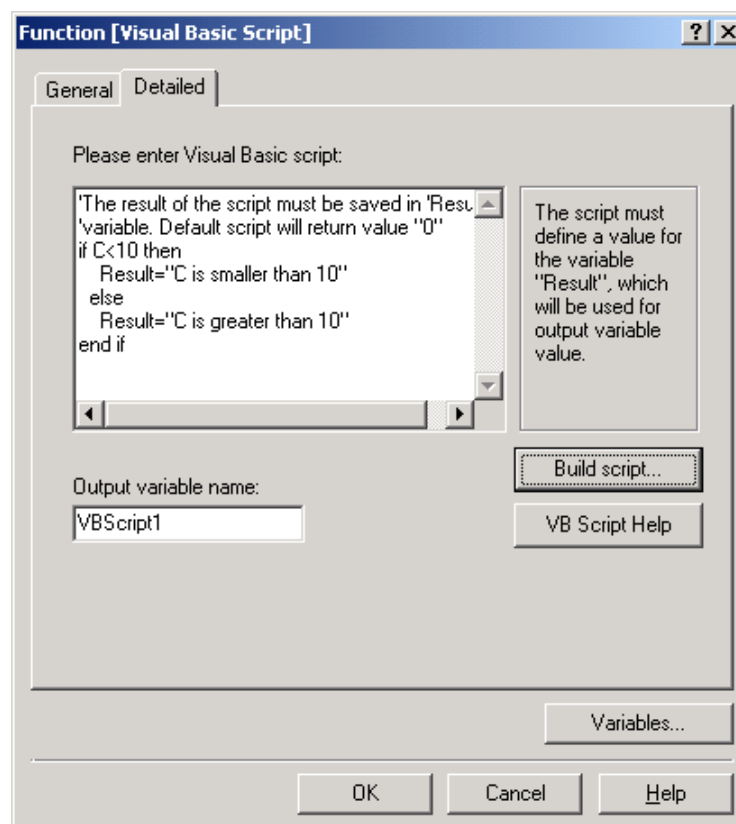 Function [Visual Basic Script]
General
Detailed
Please enter Visual Basic script:
'The result of the script must be saved in 'Resu
'variable. Default script will return value "0"
if C<10 then
Result="C is smaller than 10"
else
Result="C is greater than 10"
end if
The script must
define a value for
the variable
"Result", which
will be used for
output variable
value.
Build script...
Output variable name:
VBScript1
VB Script Help
Variables...
OK
Cancel
Help